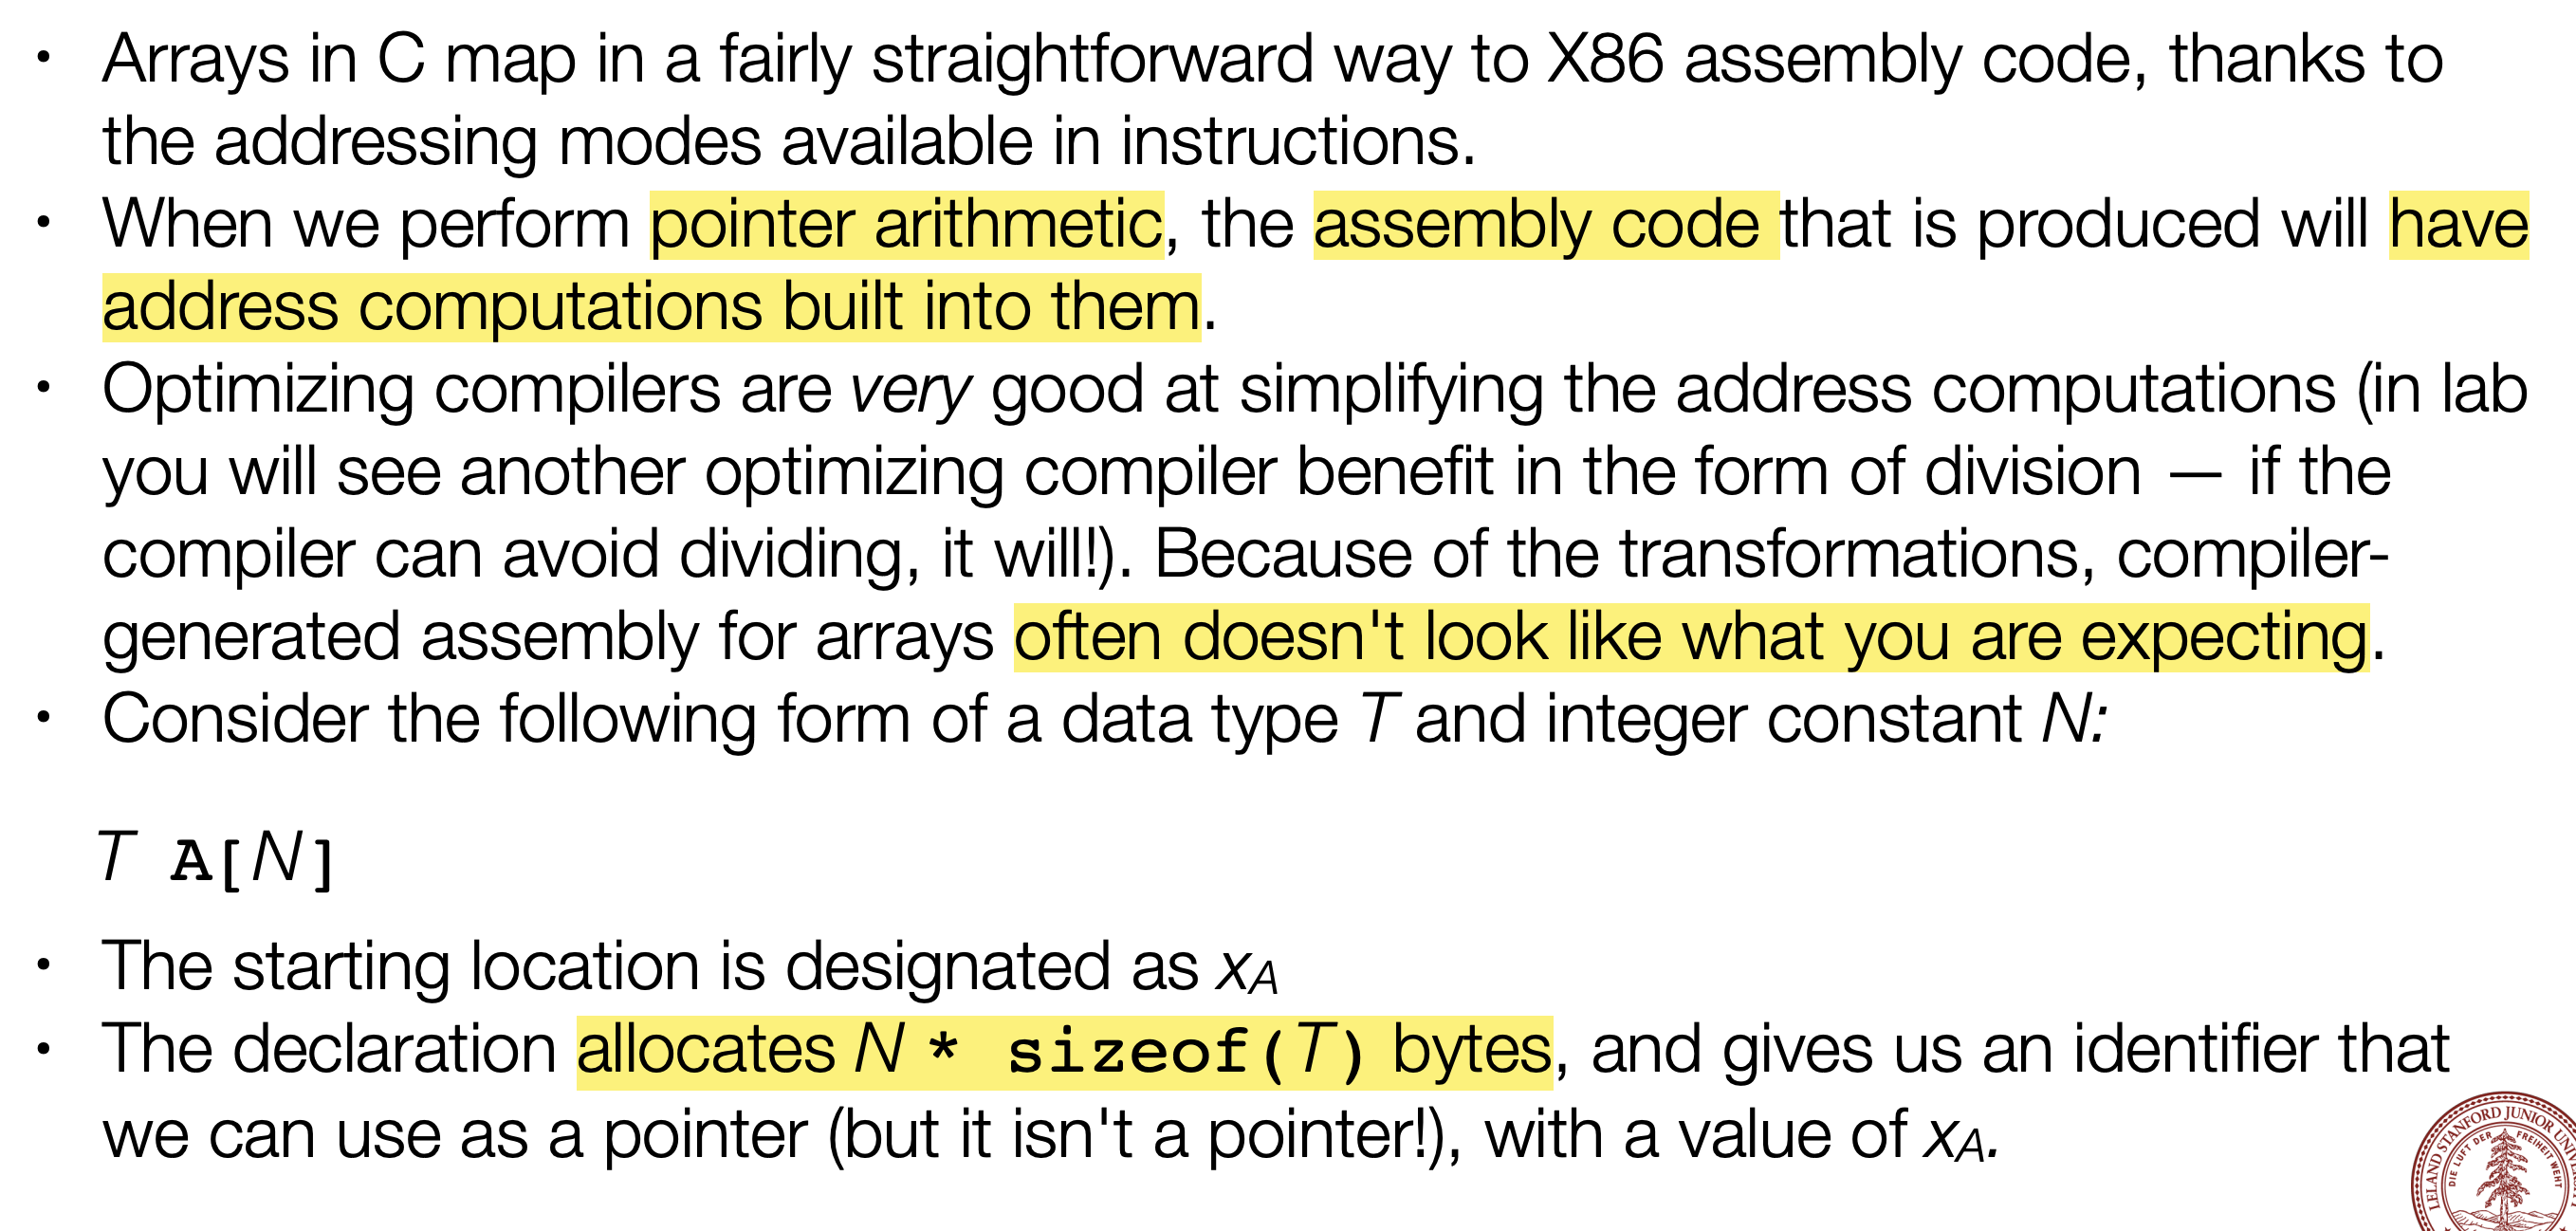 • Arrays in C map in a fairly straightforward way to X86 assembly code, thanks to
the addressing modes available in instructions.
• When we perform pointer arithmetic, the assembly code that is produced will have
address computations built into them.
• Optimizing compilers are very good at simplifying the address computations (in lab
you will see another optimizing compiler benefit in the form of division — if the
compiler can avoid dividing, it will!). Because of the transformations, compiler-
generated assembly for arrays often doesn't look like what you are expecting.
• Consider the following form of a data type T and integer constant N:
T A[N]
• The starting location is designated as xA
• The declaration allocates N * sizeof(T) bytes, and gives us an identifier that
we can use as a pointer (but it isn't a pointer!), with a value of xA.
LELAND STANFORD JUNIOR
DIE LUFT DER FREIHEIT WEHT